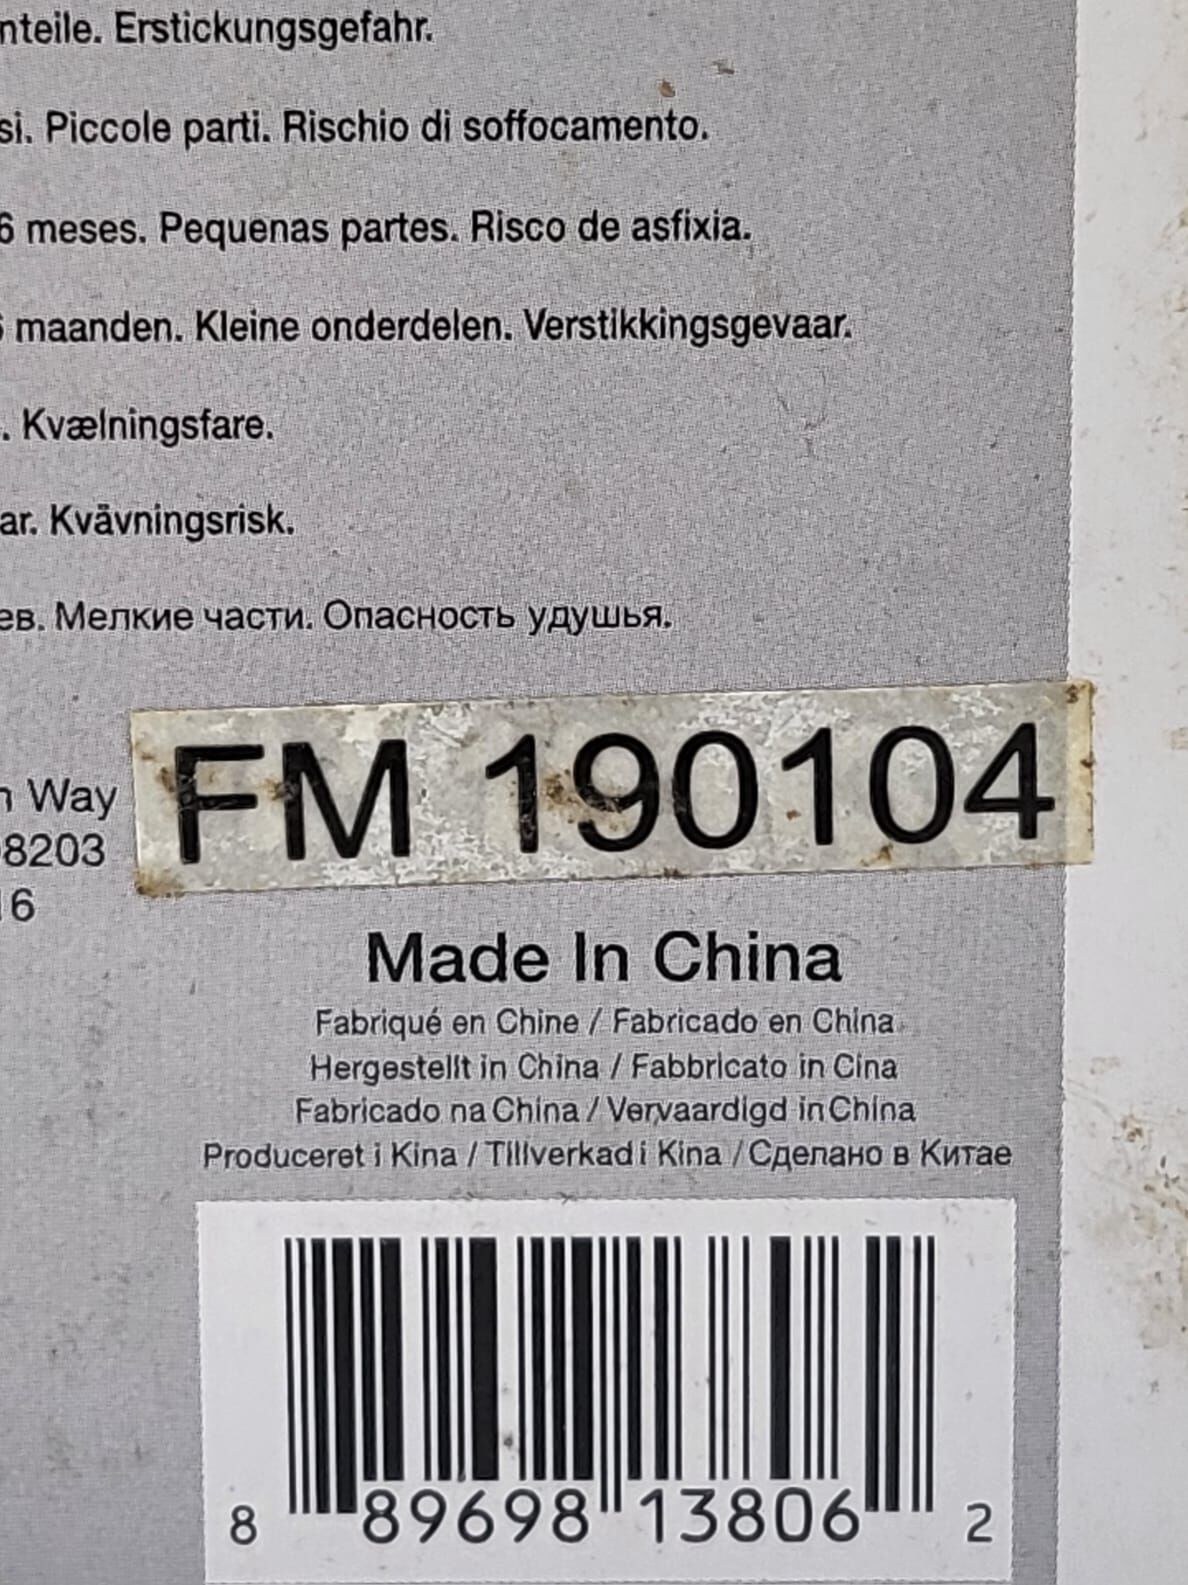 nteile. Erstickungsgefahr.
si. Piccole parti. Rischio di soffocamento.
6 meses. Pequenas partes. Risco de asfixia.
maanden. Kleine onderdelen. Verstikkingsgevaar.
. Kvælningsfare.
ar. Kvävningsrisk.
ев. Мелкие части. Опасность удушья.
FM 190104
Way
8203
16
Made In China
Fabriqué en Chine / Fabricado en China
Hergestellt in China / Fabbricato in Cina
Fabricado na China / Vervaardigd in China
Produceret i Kina / Tillverkad i Kina / Сделано в Китае
8 89698 13806 2